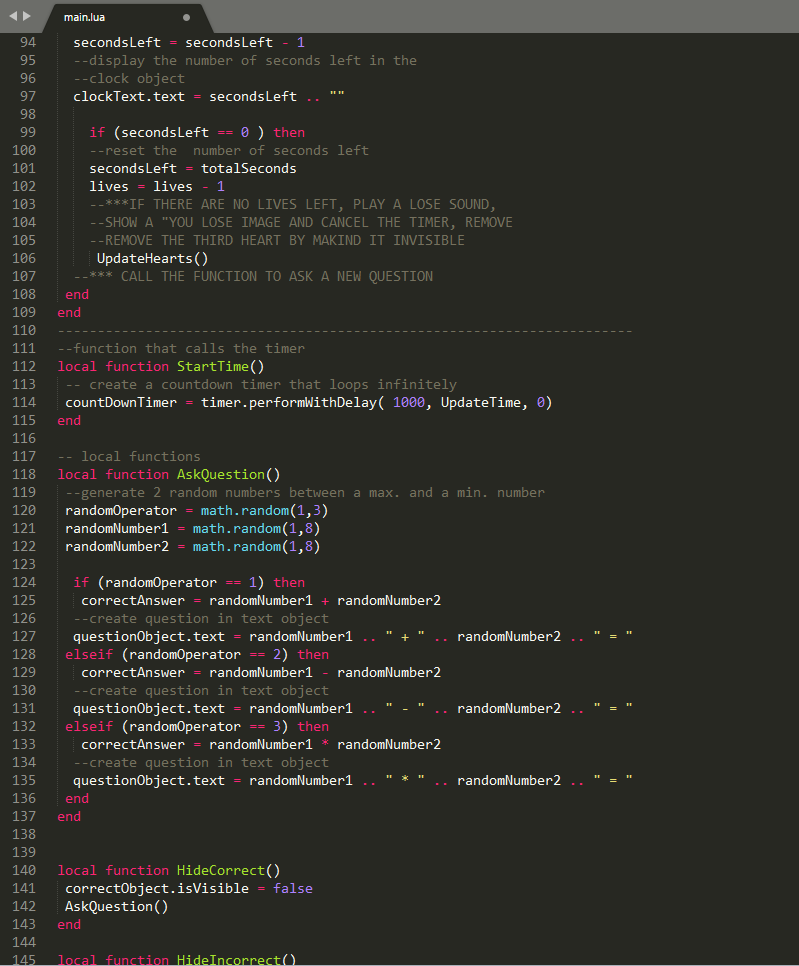 main.lua
94 secondsLeft = secondsLeft - 1
95 --display the number of seconds left in the
96 --clock object
97 clockText.text = secondsLeft .. ""
98
99 if (secondsLeft == 0 ) then
100 --reset the  number of seconds left
101 secondsLeft = totalSeconds
102 lives = lives - 1
103 --***IF THERE ARE NO LIVES LEFT, PLAY A LOSE SOUND,
104 --SHOW A "YOU LOSE IMAGE AND CANCEL THE TIMER, REMOVE
105 --REMOVE THE THIRD HEART BY MAKIND IT INVISIBLE
106 UpdateHearts()
107 --*** CALL THE FUNCTION TO ASK A NEW QUESTION
108 end
109 end
110 ------------------------------------------------------------------------
111 --function that calls the timer
112 local function StartTime()
113 -- create a countdown timer that loops infinitely
114 countDownTimer = timer.performWithDelay( 1000, UpdateTime, 0)
115 end
116
117 -- local functions
118 local function AskQuestion()
119 --generate 2 random numbers between a max. and a min. number
120 randomOperator = math.random(1,3)
121 randomNumber1 = math.random(1,8)
122 randomNumber2 = math.random(1,8)
123
124 if (randomOperator == 1) then
125 correctAnswer = randomNumber1 + randomNumber2
126 --create question in text object
127 questionObject.text = randomNumber1 .. " + " .. randomNumber2 .. " = "
128 elseif (randomOperator == 2) then
129 correctAnswer = randomNumber1 - randomNumber2
130 --create question in text object
131 questionObject.text = randomNumber1 .. " - " .. randomNumber2 .. " = "
132 elseif (randomOperator == 3) then
133 correctAnswer = randomNumber1 * randomNumber2
134 --create question in text object
135 questionObject.text = randomNumber1 .. " * " .. randomNumber2 .. " = "
136 end
137 end
138
139
140 local function HideCorrect()
141 correctObject.isVisible = false
142 AskQuestion()
143 end
144
145 local function HideIncorrect()